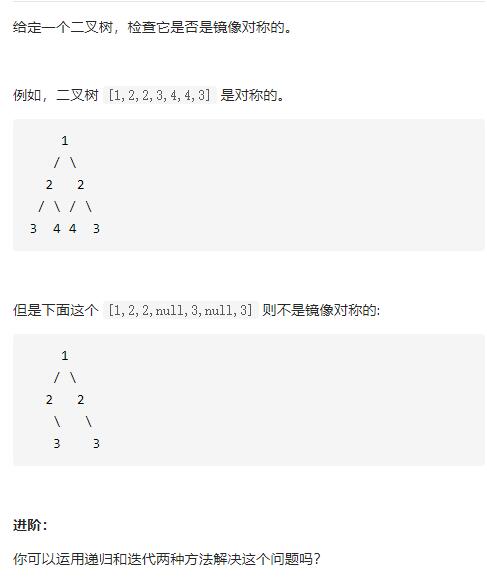 给定一个二叉树，检查它是否是镜像对称的。
例如，二叉树 [1,2,2,3,4,4,3] 是对称的。
1
/ \
2 2
/ \ / \
3 4 4 3
但是下面这个 [1,2,2,null,3,null,3] 则不是镜像对称的:
1
/ \
2 2
\ \
3 3
进阶：
你可以运用递归和迭代两种方法解决这个问题吗？